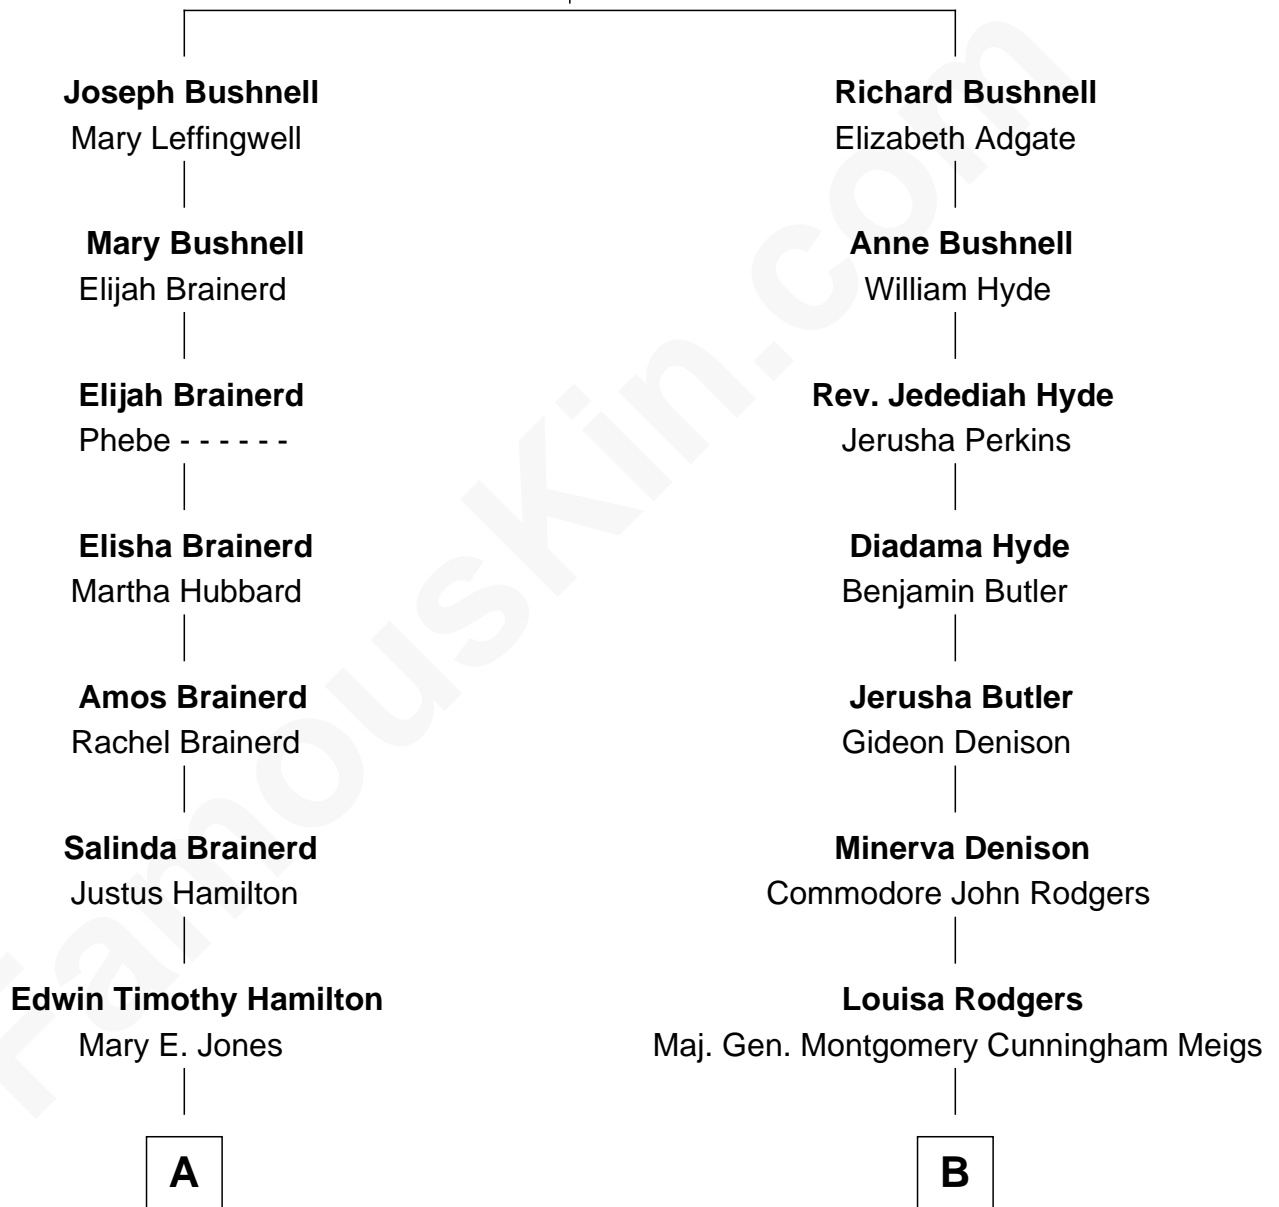 Joseph Bushnell
Mary Leffingwell
Mary Bushnell
Elijah Brainerd
Elijah Brainerd
Phebe - - - - - -
Elisha Brainerd
Martha Hubbard
Amos Brainerd
Rachel Brainerd
Salinda Brainerd
Justus Hamilton
Edwin Timothy Hamilton
Mary E. Jones
A
Richard Bushnell
Elizabeth Adgate
Anne Bushnell
William Hyde
Rev. Jedediah Hyde
Jerusha Perkins
Diadama Hyde
Benjamin Butler
Jerusha Butler
Gideon Denison
Minerva Denison
Commodore John Rodgers
Louisa Rodgers
Maj. Gen. Montgomery Cunningham Meigs
B
FamousKin.com